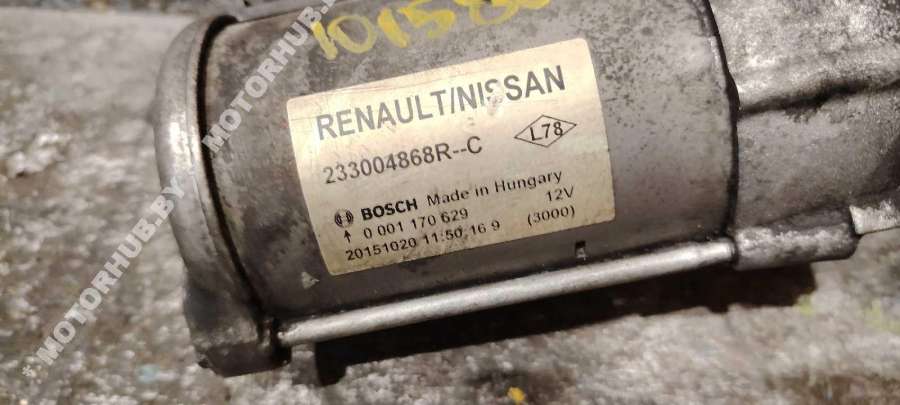 RENAULT/NISSAN
233004868R--C
L78
BOSCH Made in Hungary
0 001 170 629 12V
20151020 11:50 16 9 (3000)
* MOTORHUB.BY * MOTORHUB.BY